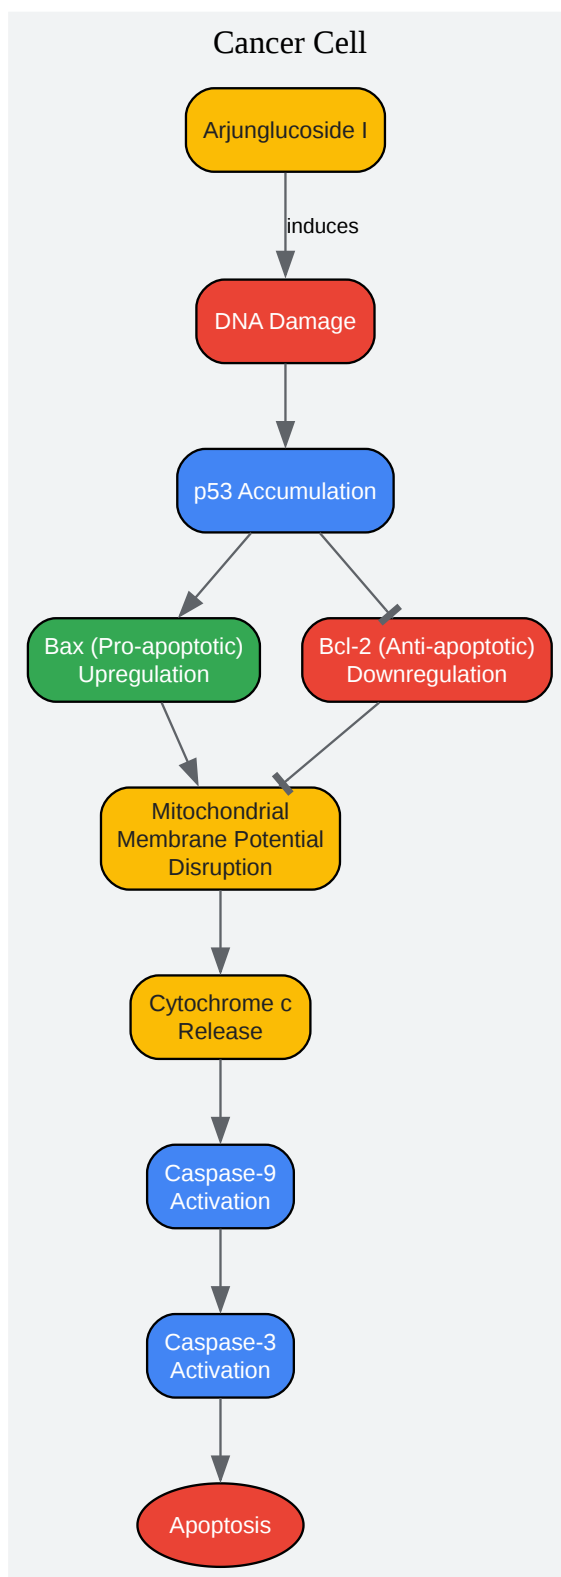 Cancer Cell
Arjunglucoside I
induces
DNA Damage
p53 Accumulation
Bax (Pro-apoptotic)
Upregulation
Bcl-2 (Anti-apoptotic)
Downregulation
Mitochondrial
Membrane Potential
Disruption
Cytochrome c
Release
Caspase-9
Activation
Caspase-3
Activation
Apoptosis